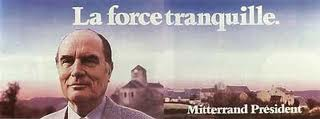 La force tranquille.
Mitterrand Président